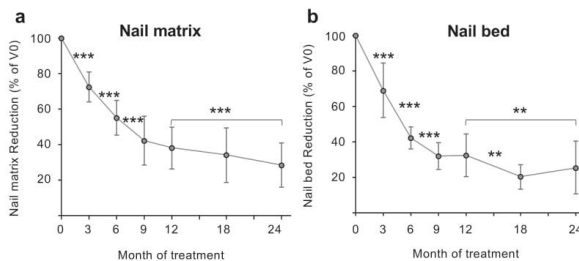 a
Nail matrix
Nail matrix Reduction (% of V0)
100
80
60
40
20
***
***
***
***
0 3 6 9 12 18 24
Month of treatment
b
Nail bed
Nail bed Reduction (% of V0)
100
80
60
40
20
***
***
***
**
**
0 3 6 9 12 18 24
Month of treatment